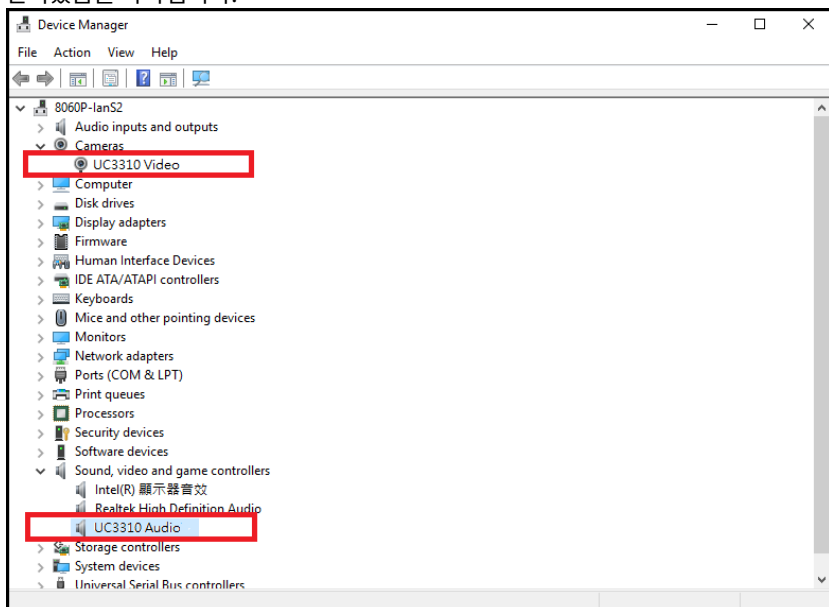 Device Manager
File Action View Help
8060P-IanS2
Audio inputs and outputs
Cameras
UC3310 Video
Computer
Disk drives
Display adapters
Firmware
Human Interface Devices
IDE ATA/ATAPI controllers
Keyboards
Mice and other pointing devices
Monitors
Network adapters
Ports (COM & LPT)
Print queues
Processors
Security devices
Software devices
Sound, video and game controllers
Intel(R) 顯示器音效
Realtek High Definition Audio
UC3310 Audio
Storage controllers
System devices
Universal Serial Bus controllers